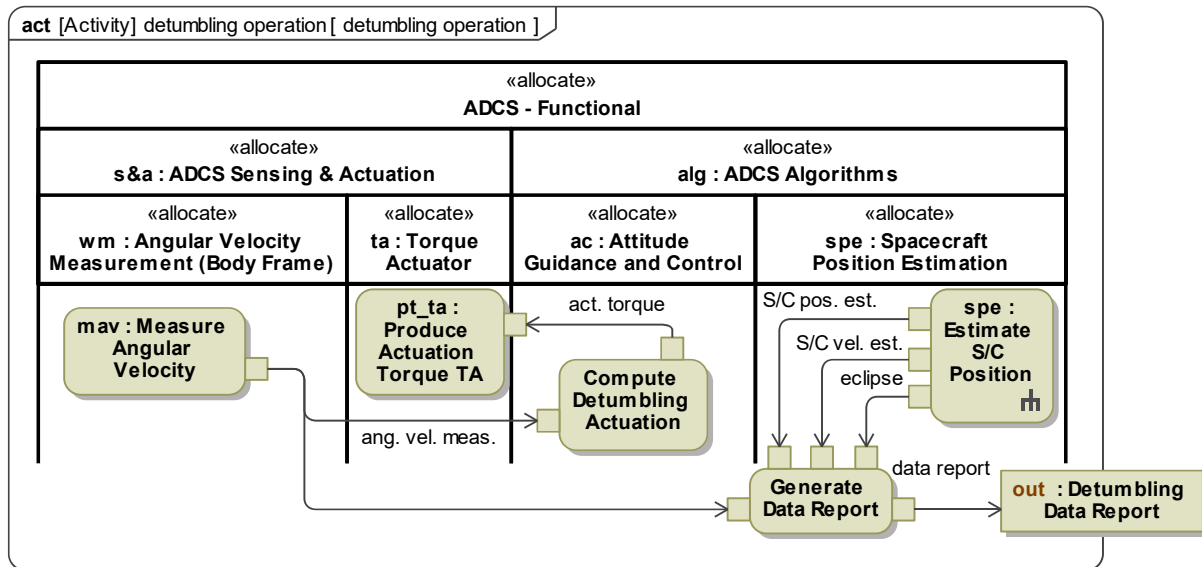 act [Activity] detumbling operation [ detumbling operation ]
«allocate»
ADCS - Functional
«allocate»
s&a : ADCS Sensing & Actuation
«allocate»
alg : ADCS Algorithms
«allocate»
wm : Angular Velocity
Measurement (Body Frame)
«allocate»
ta : Torque
Actuator
«allocate»
ac : Attitude
Guidance and Control
«allocate»
spe : Spacecraft
Position Estimation
mav : Measure
Angular
Velocity
pt_ta :
Produce
Actuation
Torque TA
act. torque
Compute
Detumbling
Actuation
ang. vel. meas.
S/C pos. est.
S/C vel. est.
eclipse
spe :
Estimate
S/C
Position
data report
Generate
Data Report
out : Detumbling
Data Report